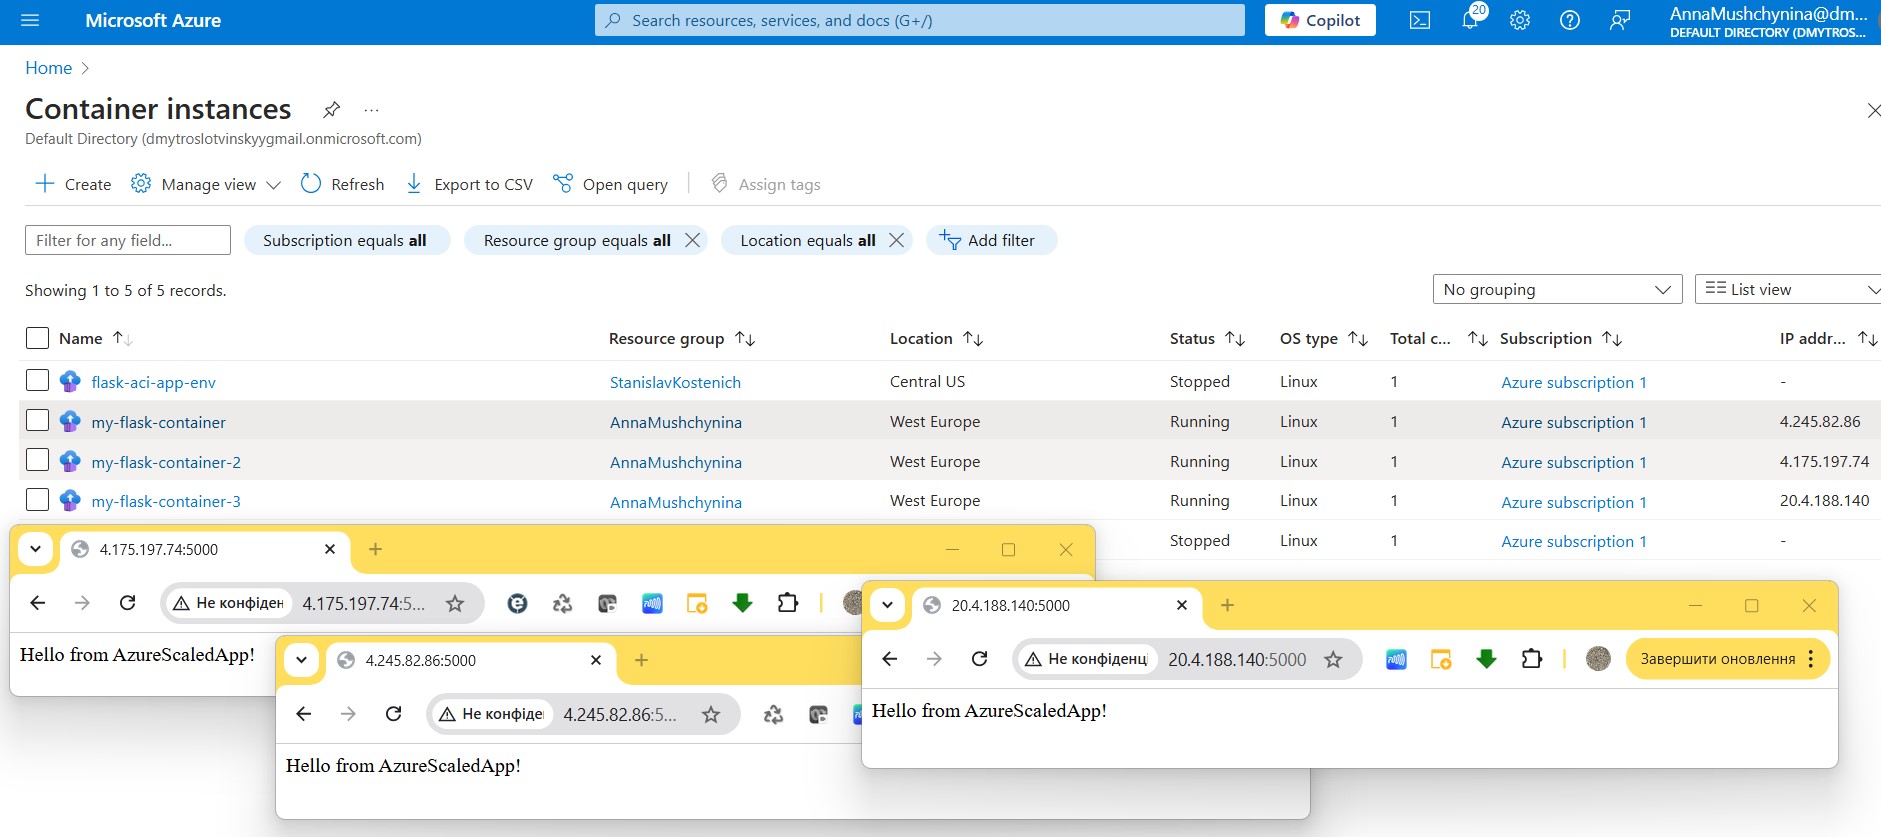 Microsoft Azure
Search resources, services, and docs (G+/)
Copilot
20
AnnaMushchynina@dm...
DEFAULT DIRECTORY (DMYTROS...
Home
Container instances
...
Default Directory (dmytroslotvinskyygmail.onmicrosoft.com)
Create Manage view Refresh Export to CSV Open query Assign tags
Filter for any field... Subscription equals all Resource group equals all Location equals all Add filter
Showing 1 to 5 of 5 records. No grouping List view
Name Resource group Location Status OS type Total c... Subscription IP addr...
flask-aci-app-env StanislavKostenich Central US Stopped Linux 1 Azure subscription 1 -
my-flask-container AnnaMushchynina West Europe Running Linux 1 Azure subscription 1 4.245.82.86
my-flask-container-2 AnnaMushchynina West Europe Running Linux 1 Azure subscription 1 4.175.197.74
my-flask-container-3 AnnaMushchynina West Europe Running Linux 1 Azure subscription 1 20.4.188.140
Stopped Linux 1 Azure subscription 1 -
4.175.197.74:5000
Не конфіден 4.175.197.74:5...
Hello from AzureScaledApp!
4.245.82.86:5000
Не конфіде 4.245.82.86:5...
Hello from AzureScaledApp!
20.4.188.140:5000
Не конфіденці 20.4.188.140:5000 Завершити оновлення
Hello from AzureScaledApp!